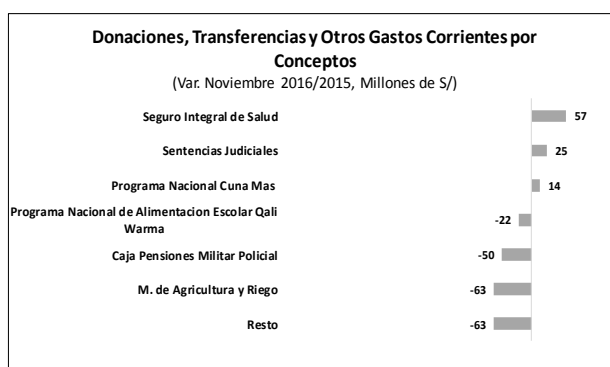 Donaciones, Transferencias y Otros Gastos Corrientes por
Conceptos
(Var. Noviembre 2016/2015, Millones de S/)
Seguro Integral de Salud 57
Sentencias Judiciales 25
Programa Nacional Cuna Mas 14
Programa Nacional de Alimentacion Escolar Qali
Warma
-22
Caja Pensiones Militar Policial -50
M. de Agricultura y Riego -63
Resto -63